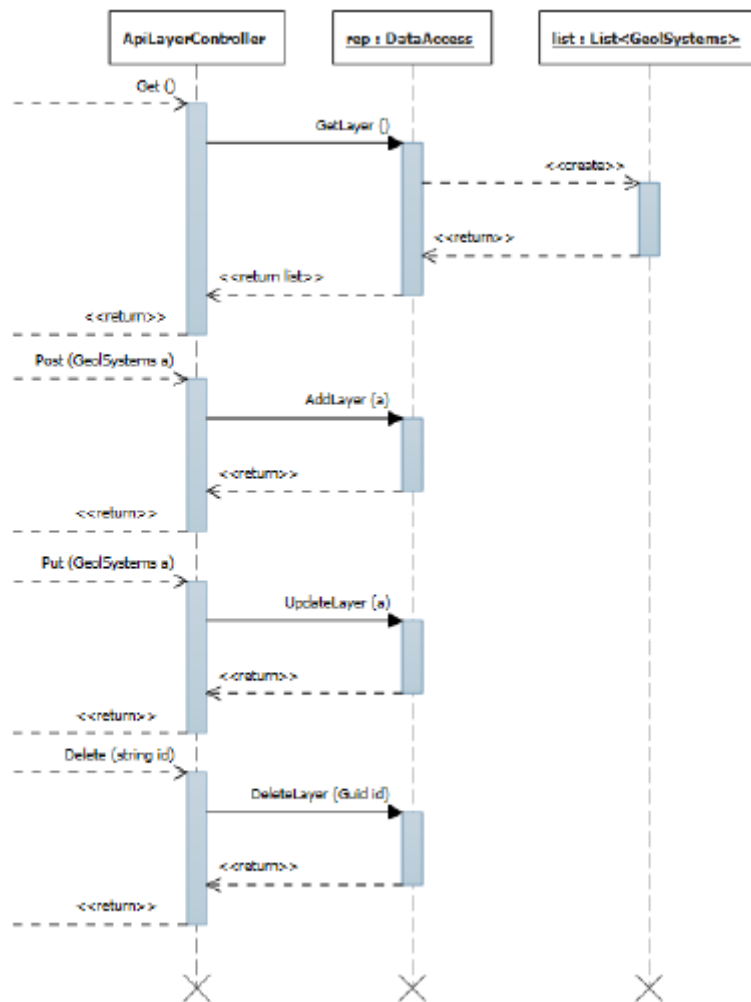 ApiLayerController
rep : DataAccess
list : List<GeolSystems>
Get ()
GetLayer ()
<<create>>
<<return>>
<<return list>>
<<return>>
Post (GeolSystems a)
AddLayer (a)
<<return>>
<<return>>
Put (GeolSystems a)
UpdateLayer (a)
<<return>>
<<return>>
Delete (string id)
DeleteLayer (Guid id)
<<return>>
<<return>>